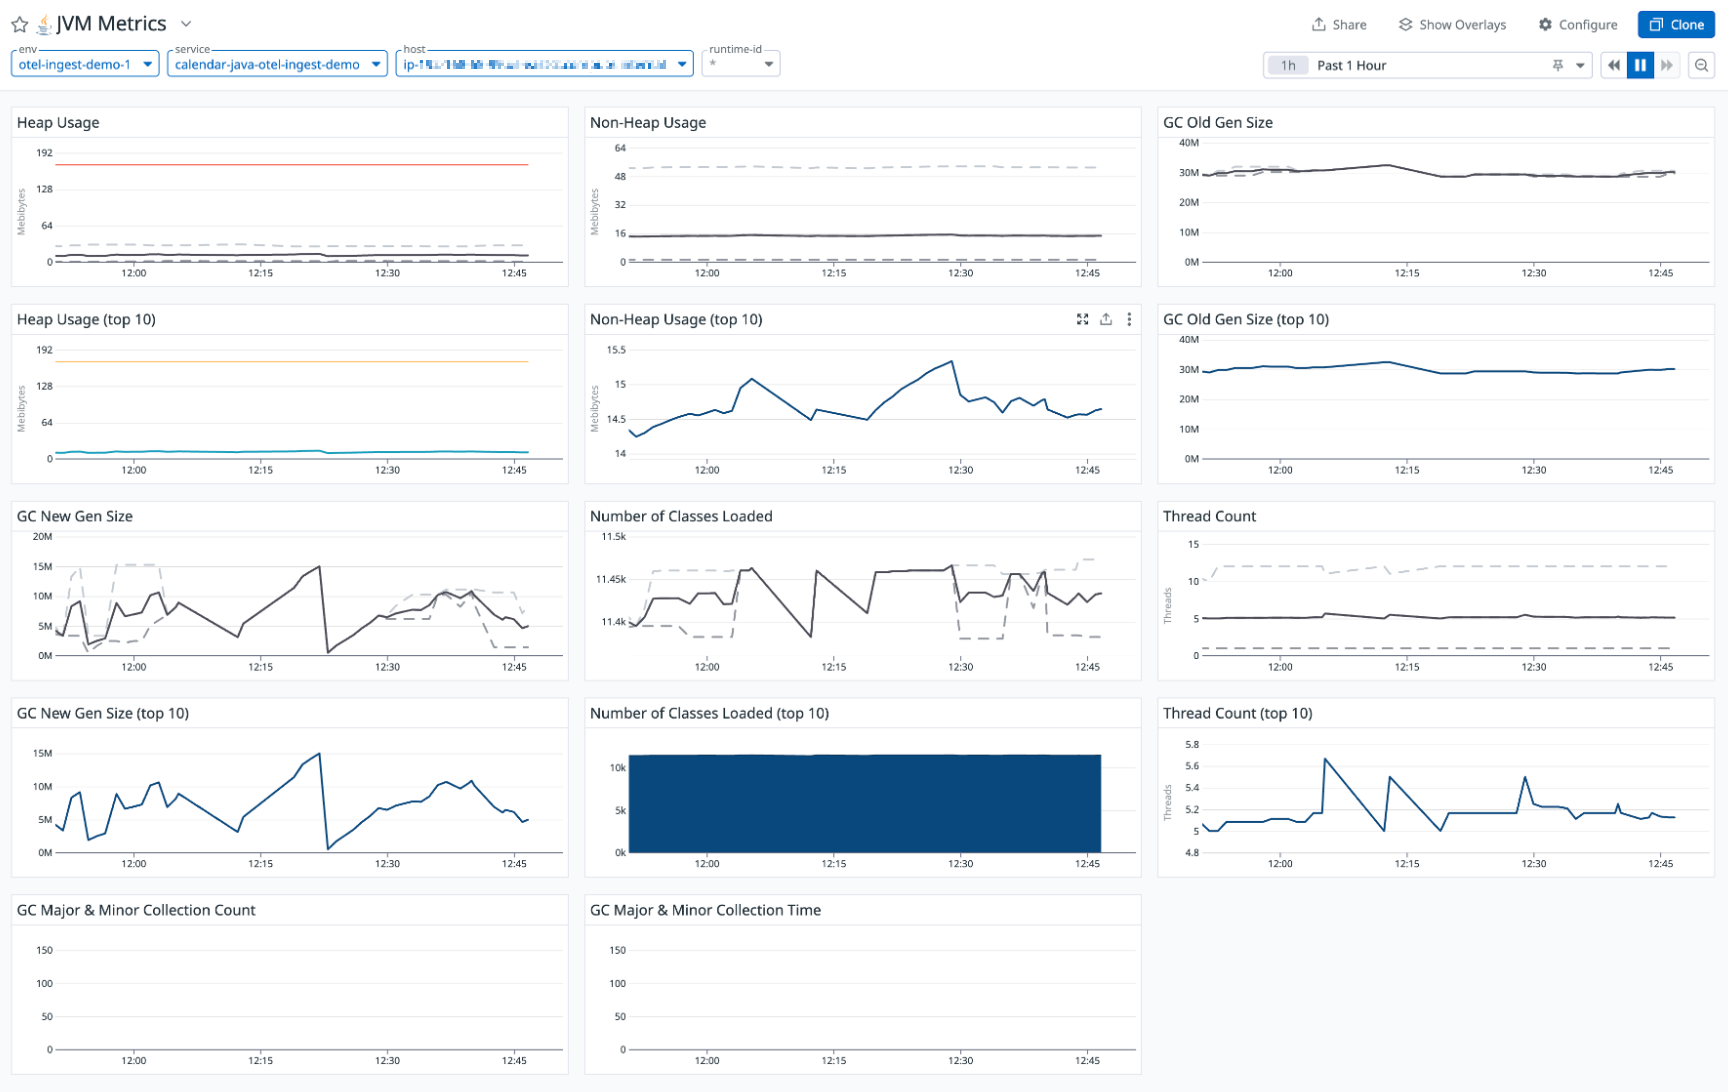 JVM Metrics
Share
Show Overlays
Configure
Clone
env
otel-ingest-demo-1
service
calendar-java-otel-ingest-demo
host
ip-
runtime-id
*
1h Past 1 Hour
Heap Usage
Mebibytes
192
128
64
0
12:00 12:15 12:30 12:45
Non-Heap Usage
Mebibytes
64
48
32
16
0
12:00 12:15 12:30 12:45
GC Old Gen Size
40M
30M
20M
10M
0M
12:00 12:15 12:30 12:45
Heap Usage (top 10)
Mebibytes
192
128
64
0
12:00 12:15 12:30 12:45
Non-Heap Usage (top 10)
Mebibytes
15.5
15
14.5
14
12:00 12:15 12:30 12:45
GC Old Gen Size (top 10)
40M
30M
20M
10M
0M
12:00 12:15 12:30 12:45
GC New Gen Size
20M
15M
10M
5M
0M
12:00 12:15 12:30 12:45
Number of Classes Loaded
11.5k
11.45k
11.4k
12:00 12:15 12:30 12:45
Thread Count
Threads
15
10
5
0
12:00 12:15 12:30 12:45
GC New Gen Size (top 10)
15M
10M
5M
0M
12:00 12:15 12:30 12:45
Number of Classes Loaded (top 10)
10k
5k
0k
12:00 12:15 12:30 12:45
Thread Count (top 10)
Threads
5.8
5.6
5.4
5.2
5
4.8
12:00 12:15 12:30 12:45
GC Major & Minor Collection Count
150
100
50
0
12:00 12:15 12:30 12:45
GC Major & Minor Collection Time
150
100
50
0
12:00 12:15 12:30 12:45